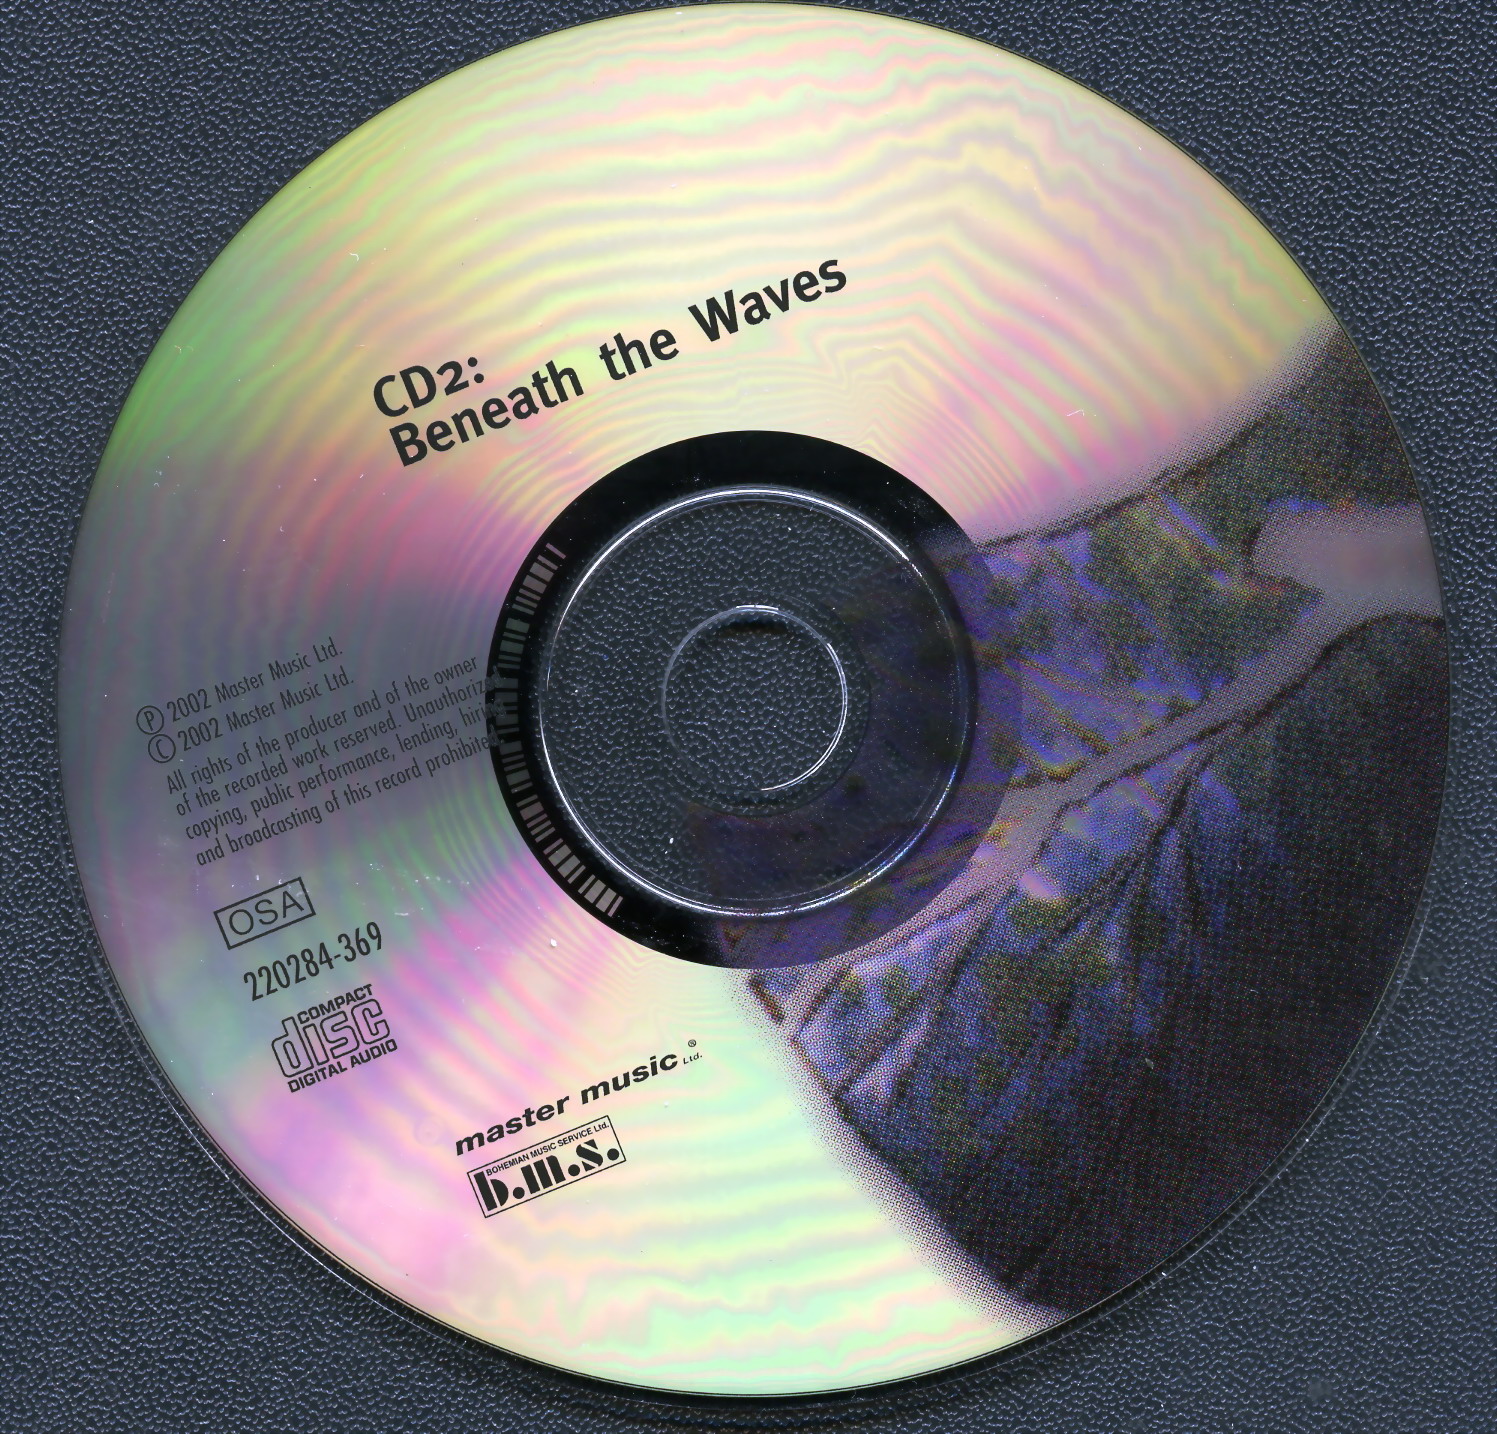 CD2:
Beneath the Waves
Ⓟ 2002 Master Music Ltd.
Ⓒ 2002 Master Music Ltd.
All rights of the producer and of the owner
of the recorded work reserved. Unauthorized
copying, public performance, lending, hiring
and broadcasting of this record prohibited
OSA
220284-369
COMPACT
disc
DIGITAL AUDIO
master music ® Ltd.
BOHEMIAN MUSIC SERVICE Ltd.
b.m.s.